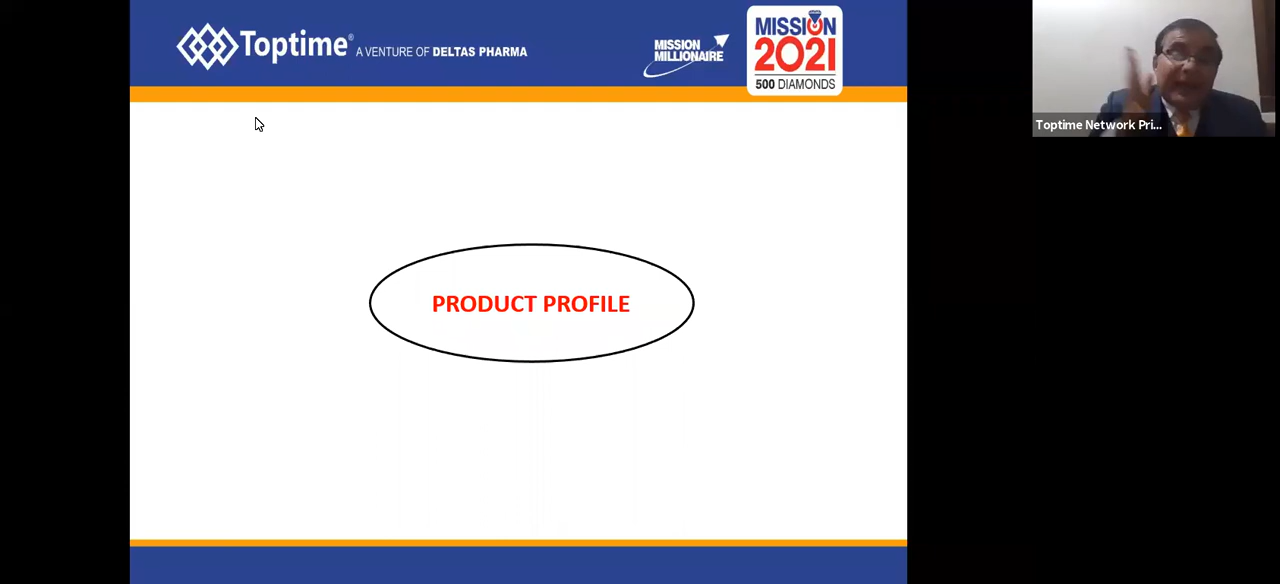 Toptime® A VENTURE OF DELTAS PHARMA
MISSION
MILLIONAIRE
MISSION
2021
500 DIAMONDS
Toptime Network Pri...
PRODUCT PROFILE